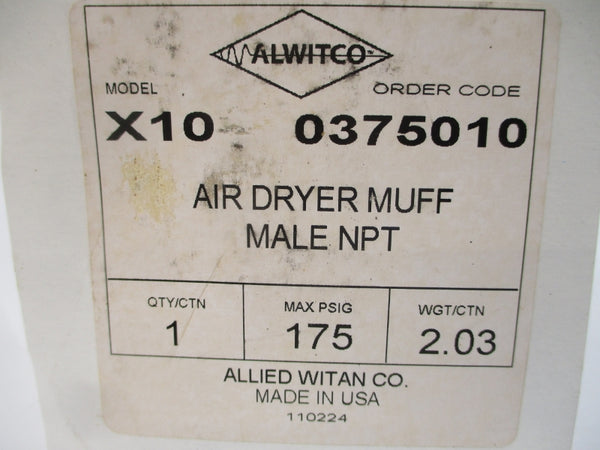 ALWITCO™
MODEL ORDER CODE
X10 0375010
AIR DRYER MUFF
MALE NPT
QTY/CTN MAX PSIG WGT/CTN
1 175 2.03
ALLIED WITAN CO.
MADE IN USA
110224